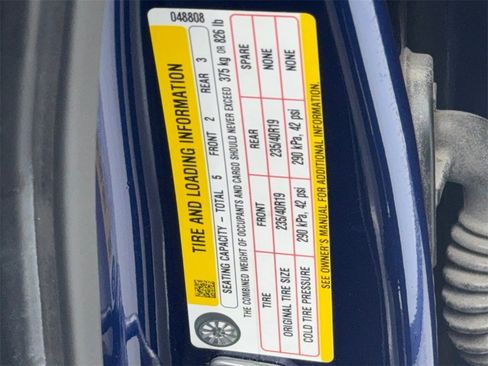 048808
TIRE AND LOADING INFORMATION
SEATING CAPACITY – TOTAL 5 FRONT 2 REAR 3
THE COMBINED WEIGHT OF OCCUPANTS AND CARGO SHOULD NEVER EXCEED 375 kg OR 826 lb
TIRE FRONT REAR SPARE
ORIGINAL TIRE SIZE 235/40R19 235/40R19 NONE
COLD TIRE PRESSURE 290 kPa, 42 psi 290 kPa, 42 psi NONE
SEE OWNER'S MANUAL FOR ADDITIONAL INFORMATION.